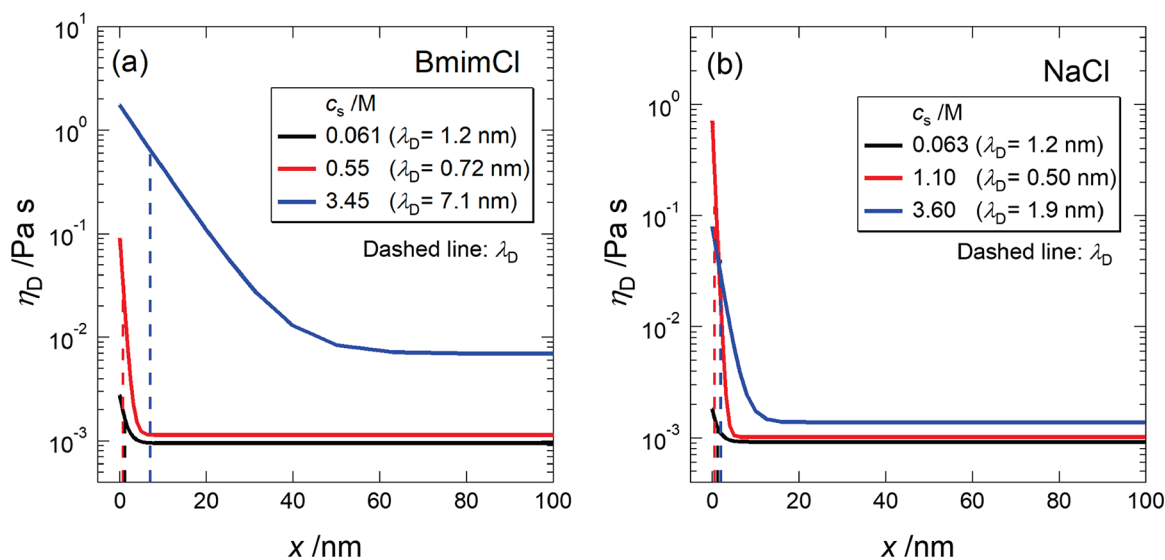 (a)
BmimCl
c_s /M
0.061 (λ_D= 1.2 nm)
0.55 (λ_D= 0.72 nm)
3.45 (λ_D= 7.1 nm)
Dashed line: λ_D
10^1
10^0
10^-1
10^-2
10^-3
η_D /Pa s
0 20 40 60 80 100
x /nm
(b)
NaCl
c_s /M
0.063 (λ_D= 1.2 nm)
1.10 (λ_D= 0.50 nm)
3.60 (λ_D= 1.9 nm)
Dashed line: λ_D
10^0
10^-1
10^-2
10^-3
η_D /Pa s
0 20 40 60 80 100
x /nm